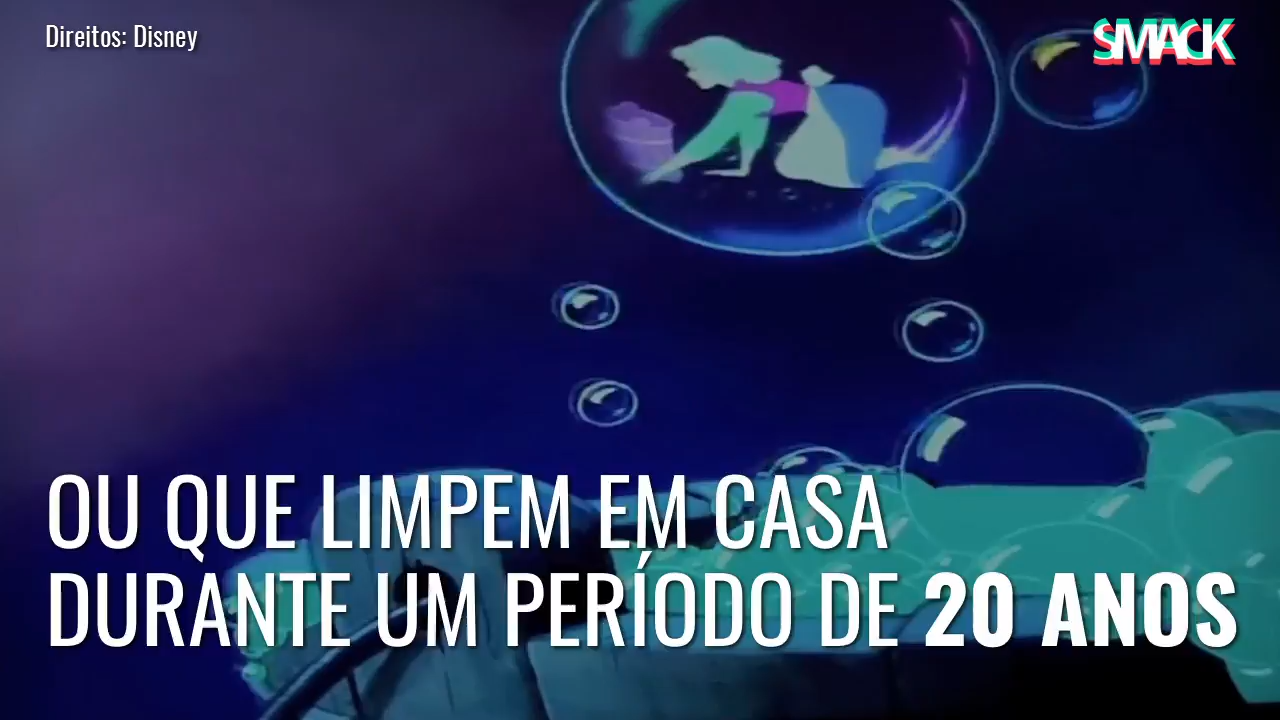 Direitos: Disney
SMACK
OU QUE LIMPEM EM CASA
DURANTE UM PERÍODO DE 20 ANOS